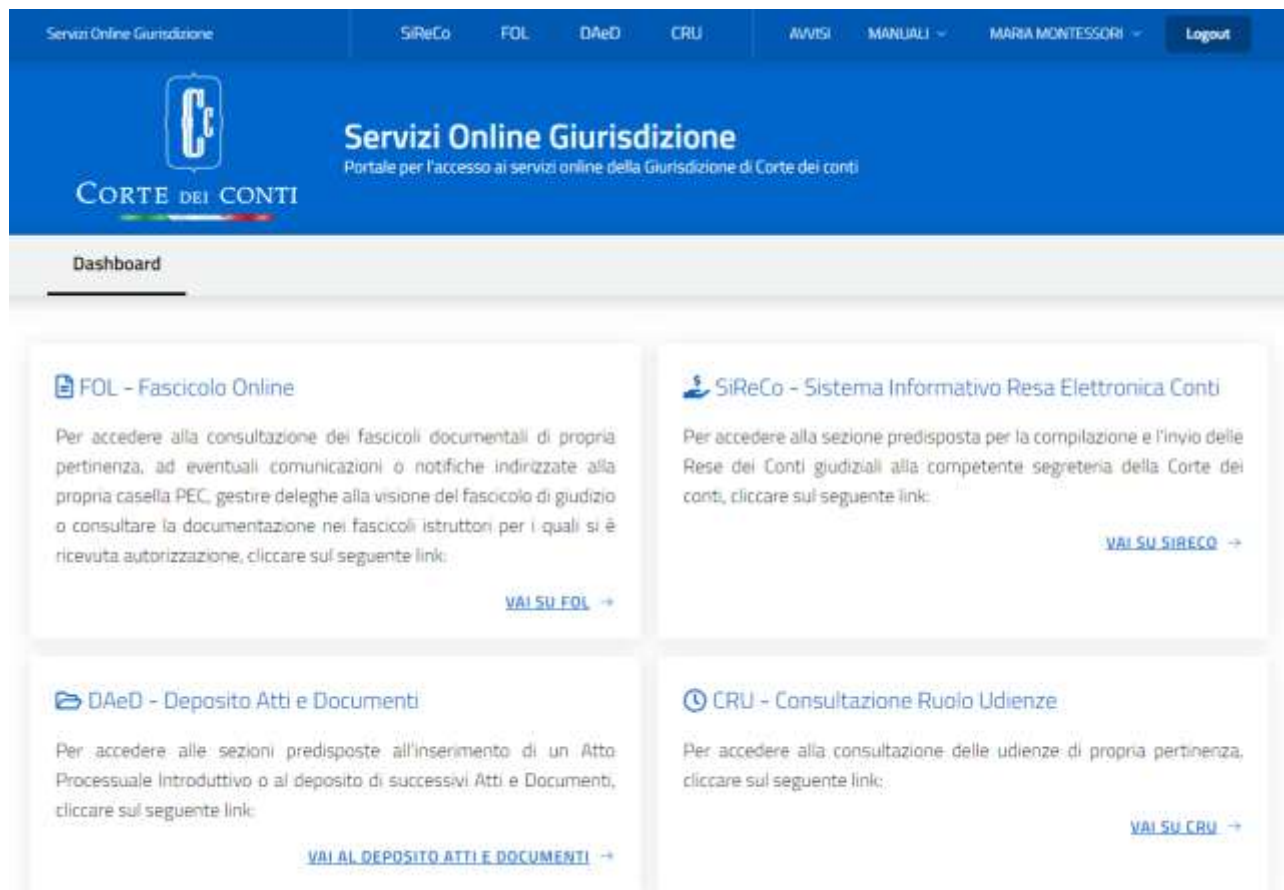 Servizi Online Giurisdizione
SiReCo FOL DAeD CRU AVVISI MANUALI MARIA MONTESSORI Logout
CORTE DEI CONTI
Servizi Online Giurisdizione
Portale per l'accesso ai servizi online della Giurisdizione di Corte dei conti
Dashboard
FOL - Fascicolo Online
Per accedere alla consultazione dei fascicoli documentali di propria
pertinenza, ad eventuali comunicazioni o notifiche indirizzate alla
propria casella PEC, gestire deleghe alla visione del fascicolo di giudizio
o consultare la documentazione nei fascicoli istruttori per i quali si è
ricevuta autorizzazione, cliccare sul seguente link:
VAI SU FOL →
SiReCo - Sistema Informativo Resa Elettronica Conti
Per accedere alla sezione predisposta per la compilazione e l'invio delle
Rese dei Conti giudiziali alla competente segreteria della Corte dei
conti, cliccare sul seguente link:
VAI SU SIRECO →
DAeD - Deposito Atti e Documenti
Per accedere alle sezioni predisposte all'inserimento di un Atto
Processuale Introduttivo o al deposito di successivi Atti e Documenti,
cliccare sul seguente link:
VAI AL DEPOSITO ATTI E DOCUMENTI →
CRU - Consultazione Ruolo Udienze
Per accedere alla consultazione delle udienze di propria pertinenza,
cliccare sul seguente link:
VAI SU CRU →